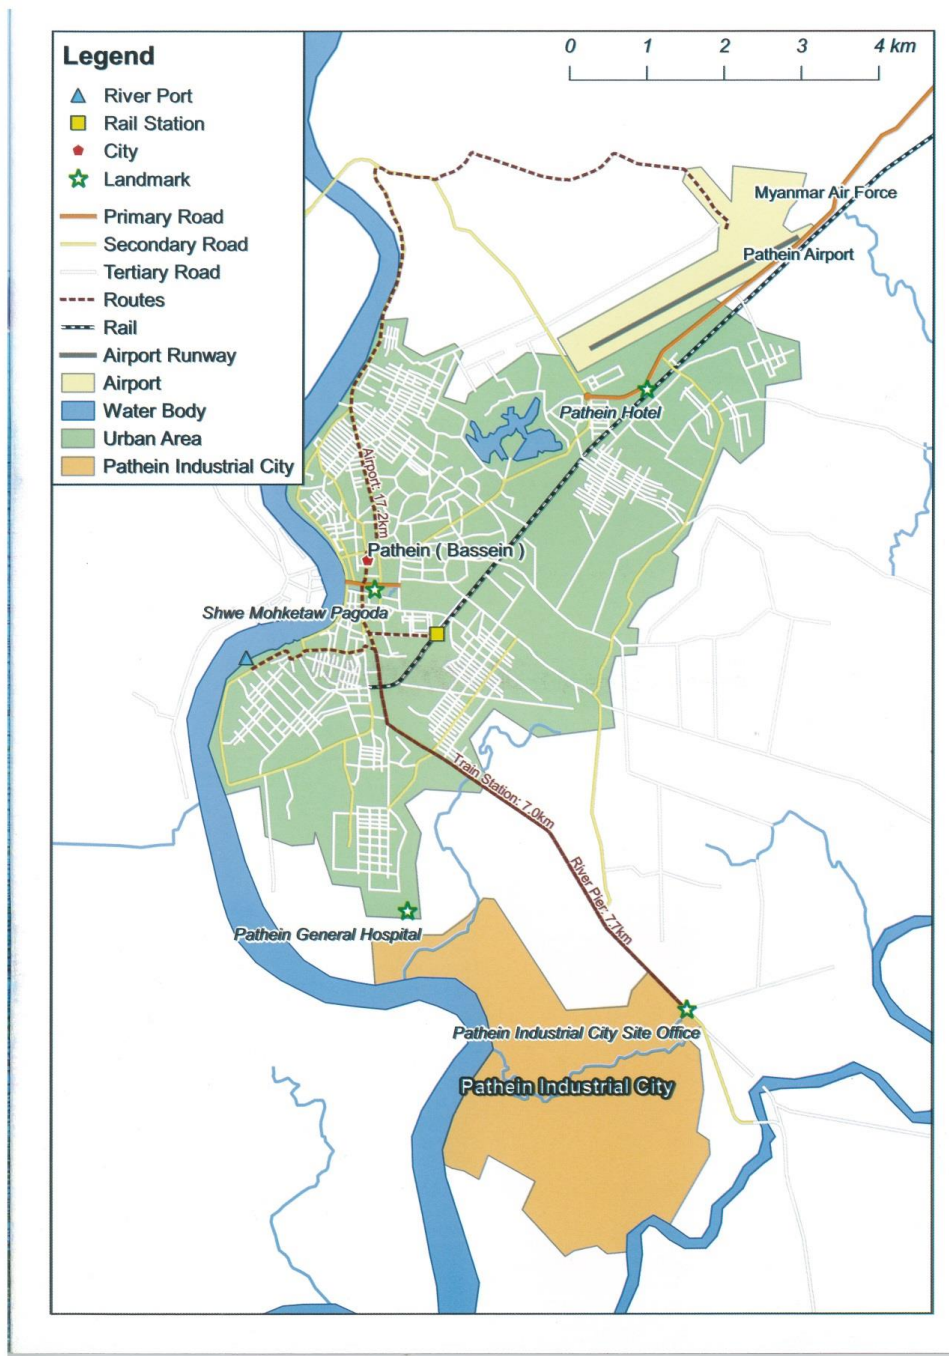 Legend
River Port
Rail Station
City
Landmark
Primary Road
Secondary Road
Tertiary Road
Routes
Rail
Airport Runway
Airport
Water Body
Urban Area
Pathein Industrial City
0 1 2 3 4 km
Myanmar Air Force
Pathein Airport
Pathein Hotel
Airport: 17.2km
Pathein ( Bassein )
Shwe Mohketaw Pagoda
Train Station: 7.0km
River Pier: 7.7km
Pathein General Hospital
Pathein Industrial City Site Office
Pathein Industrial City